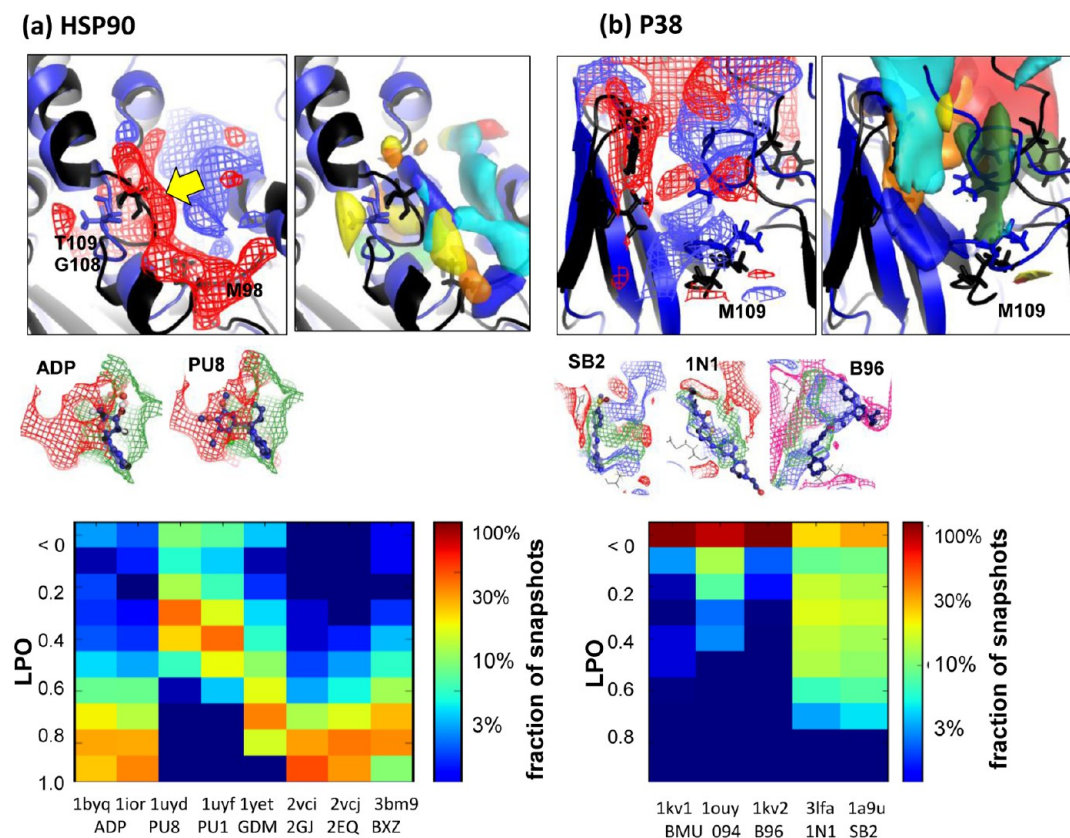 (a) HSP90
(b) P38
T109
G108
M98
M109
M109
ADP
PU8
SB2
1N1
B96
< 0
0.2
0.4
0.6
0.8
1.0
LPO
100%
30%
10%
3%
fraction of snapshots
1byq 1ior 1uyd 1uyf 1yet 2vci 2vcj 3bm9
ADP PU8 PU1 GDM 2GJ 2EQ BXZ
< 0
0.2
0.4
0.6
0.8
LPO
100%
30%
10%
3%
fraction of snapshots
1kv1 1ouy 1kv2 3lfa 1a9u
BMU 094 B96 1N1 SB2